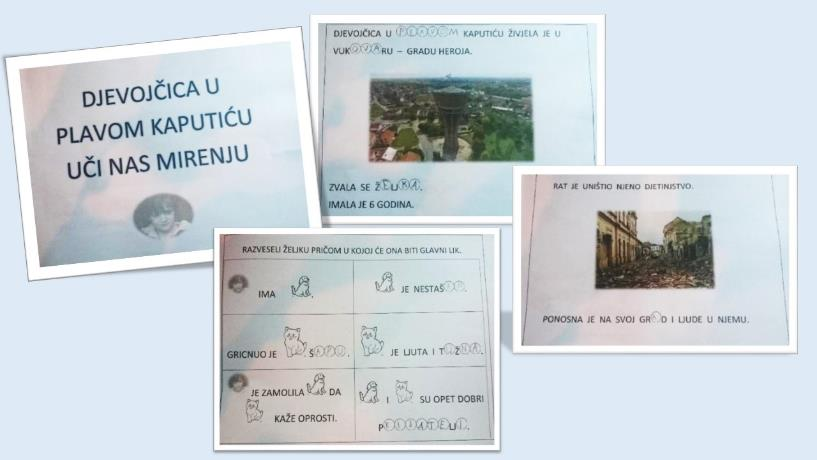 DJEVOJČICA U
PLAVOM KAPUTIĆU
UČI NAS MIRENJU
DJEVOJČICA U PLAVOM KAPUTIĆU ŽIVJELA JE U
VUKOVARU – GRADU HEROJA.
ZVALA SE ŽELJKA.
IMALA JE 6 GODINA.
RAT JE UNIŠTIO NJENO DJETINJSTVO.
PONOSNA JE NA SVOJ GRAD I LJUDE U NJEMU.
RAZVESELI ŽELJKU PRIČOM U KOJOJ ĆE ONA BITI GLAVNI LIK.
IMA .
JE NESTAŠAN.
GRICNUO JE ŠAPU.
JE LJUTA I TUŽNA.
JE ZAMOLILA DA
KAŽE OPROSTI.
I SU OPET DOBRI
PRIJATELJI.